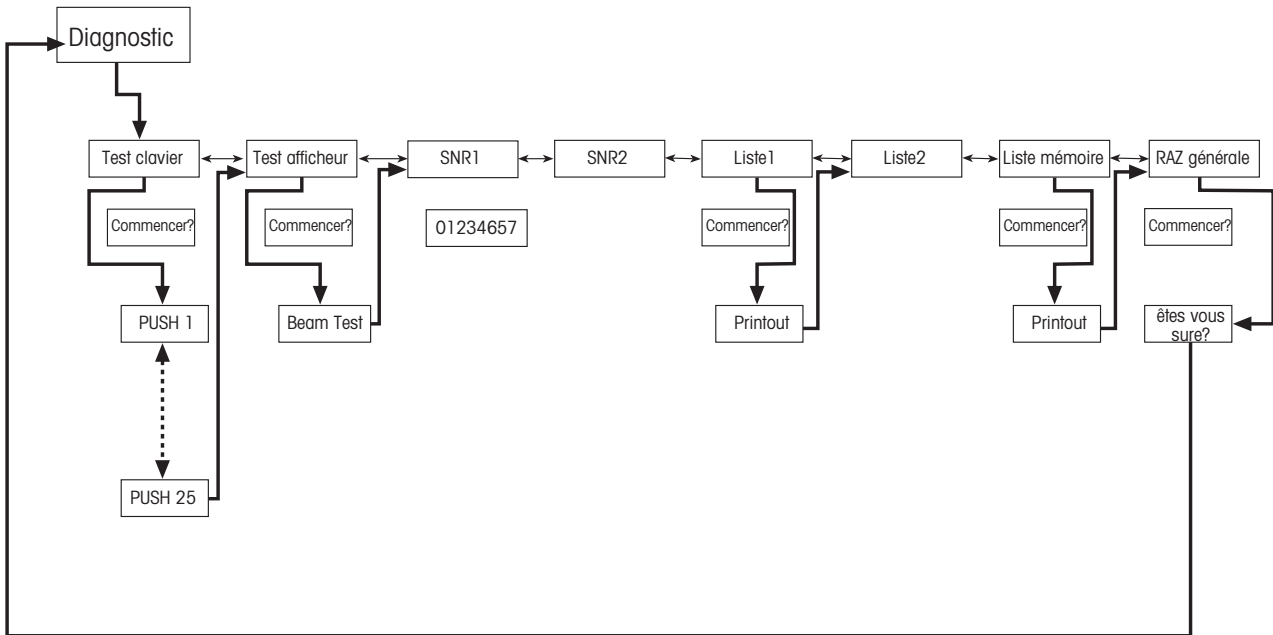 Diagnostic
Test clavier
Test afficheur
SNR1
SNR2
Liste1
Liste2
Liste mémoire
RAZ générale
Commencer?
Commencer?
01234657
Commencer?
Commencer?
Commencer?
PUSH 1
Beam Test
Printout
Printout
êtes vous
sure?
PUSH 25